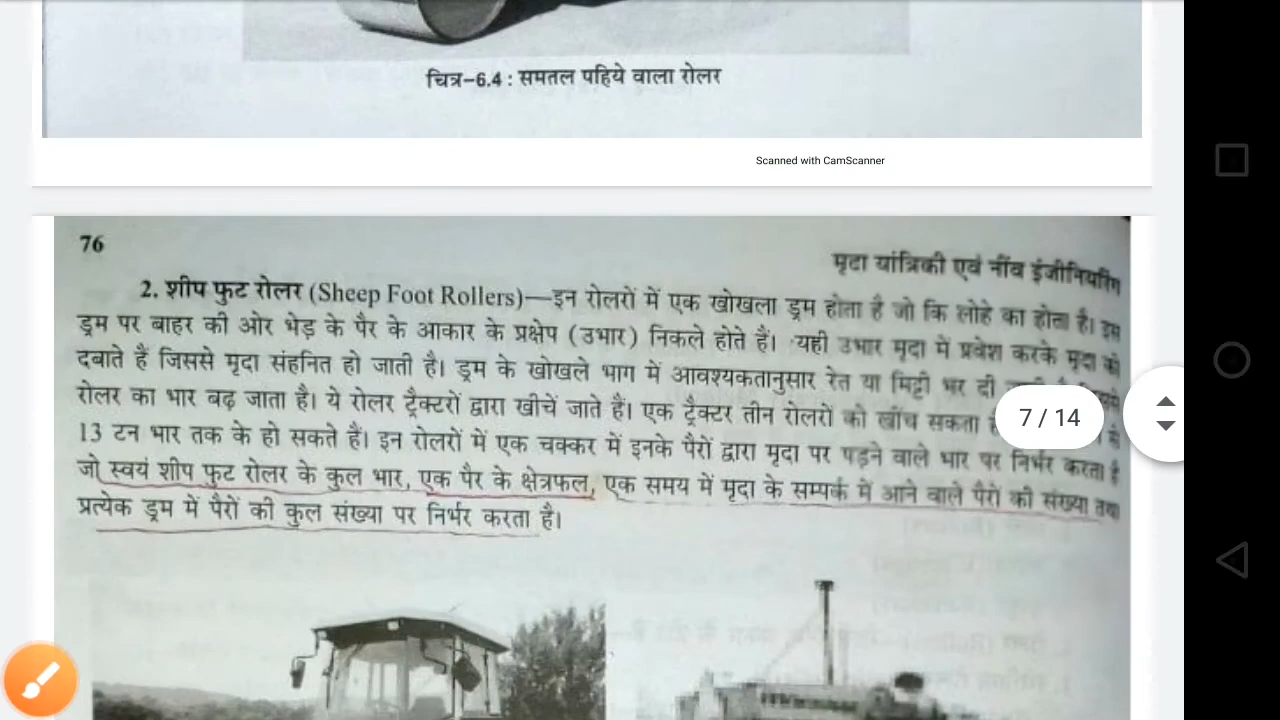 चित्र-6.4 : समतल पहिये वाला रोलर
Scanned with CamScanner
76
मृदा यांत्रिकी एवं नींव इंजीनियरिंग
2. शीप फुट रोलर (Sheep Foot Rollers)—इन रोलरों में एक खोखला ड्रम होता है जो कि लोहे का होता है। इस
ड्रम पर बाहर की ओर भेड़ के पैर के आकार के प्रक्षेप (उभार) निकले होते हैं। यही उभार मृदा में प्रवेश करके मृदा को
दबाते हैं जिससे मृदा संहनित हो जाती है। ड्रम के खोखले भाग में आवश्यकतानुसार रेत या मिट्टी भर दी
रोलर का भार बढ़ जाता है। ये रोलर ट्रैक्टरों द्वारा खीचें जाते हैं। एक ट्रैक्टर तीन रोलरों को खींच सकता
7 / 14
13 टन भार तक के हो सकते हैं। इन रोलरों में एक चक्कर में इनके पैरों द्वारा मृदा पर पड़ने वाले भार पर निर्भर करता है
जो स्वयं शीप फुट रोलर के कुल भार, एक पैर के क्षेत्रफल, एक समय में मृदा के सम्पर्क में आने वाले पैरों की संख्या तथा
प्रत्येक ड्रम में पैरों की कुल संख्या पर निर्भर करता है।